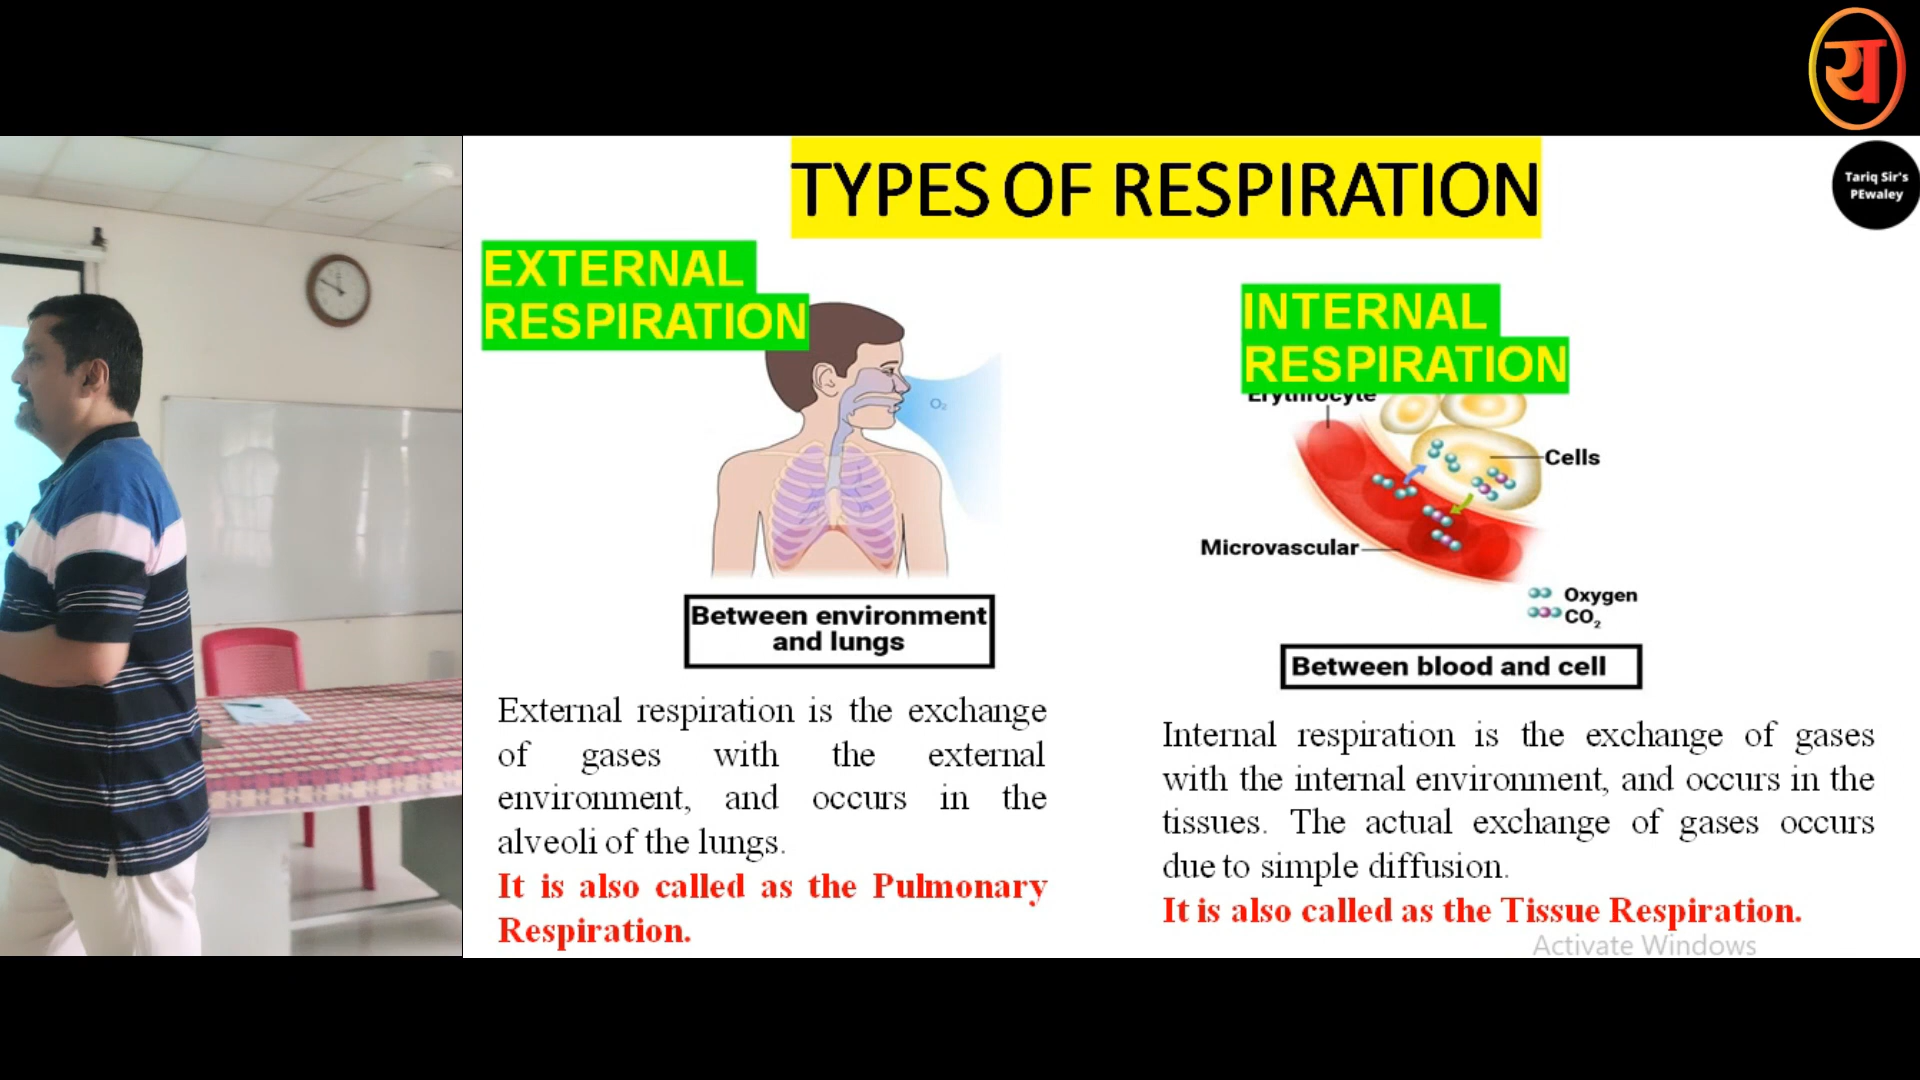 य
Tariq Sir's
PEwaley
TYPES OF RESPIRATION
EXTERNAL
RESPIRATION
O₂
Between environment
and lungs
External respiration is the exchange
of gases with the external
environment, and occurs in the
alveoli of the lungs.
It is also called as the Pulmonary
Respiration.
INTERNAL
RESPIRATION
Erythrocyte
Cells
Microvascular
Oxygen
CO₂
Between blood and cell
Internal respiration is the exchange of gases
with the internal environment, and occurs in the
tissues. The actual exchange of gases occurs
due to simple diffusion.
It is also called as the Tissue Respiration.
Activate Windows